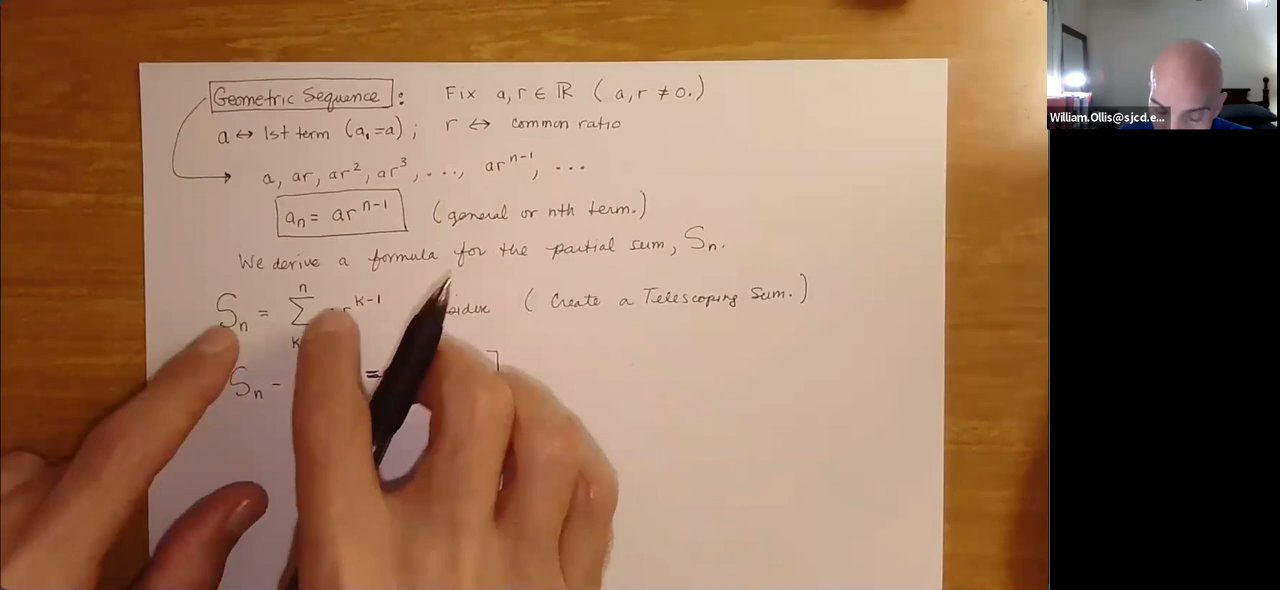 Geometric Sequence : Fix a, r ∈ ℝ ( a, r ≠ 0. )
a ↔ 1st term (a₁ = a) ; r ↔ common ratio
a, ar, ar², ar³, . . . , arⁿ⁻¹, . . .
aₙ = arⁿ⁻¹ (general or nth term.)
We derive a formula for the partial sum, Sₙ.
Sₙ = Σ n k-1 ( Create a Telescoping Sum. )
Sₙ - = ]
William.Ollis@sjcd.e...